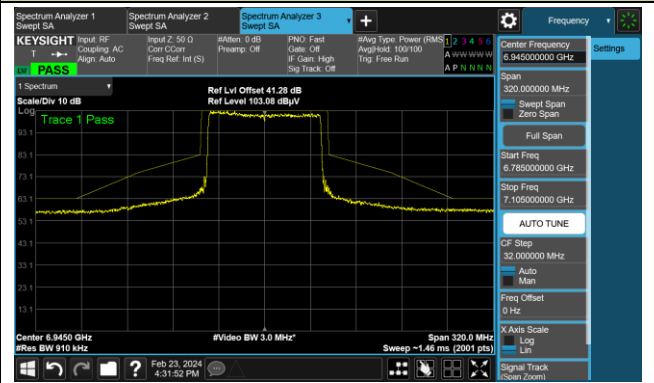 Spectrum Analyzer 1
Swept SA
Spectrum Analyzer 2
Swept SA
Spectrum Analyzer 3
Swept SA
Frequency
KEYSIGHT
T
LW
PASS
Input: RF
Coupling: AC
Align: Auto
Input Z: 50 Ω
Corr CCorr
Freq Ref: Int (S)
#Atten: 0 dB
Preamp: Off
PNO: Fast
Gate: Off
IF Gain: High
Sig Track: Off
#Avg Type: Power (RMS
Avg|Hold: 100/100
Trig: Free Run
1 2 3 4 5 6
A W W W W W
A P N N N N
1 Spectrum
Scale/Div 10 dB
Ref Lvl Offset 41.28 dB
Ref Level 103.08 dBµV
Log
Trace 1 Pass
93.1
83.1
73.1
63.1
53.1
43.1
33.1
23.1
13.1
Center 6.9450 GHz
#Res BW 910 kHz
#Video BW 3.0 MHz*
Span 320.0 MHz
Sweep ~1.46 ms (2001 pts)
Feb 23, 2024
4:31:52 PM
Center Frequency
6.945000000 GHz
Span
320.000000 MHz
Swept Span
Zero Span
Full Span
Start Freq
6.785000000 GHz
Stop Freq
7.105000000 GHz
AUTO TUNE
CF Step
32.000000 MHz
Auto
Man
Freq Offset
0 Hz
X Axis Scale
Log
Lin
Signal Track
(Span Zoom)
Settings